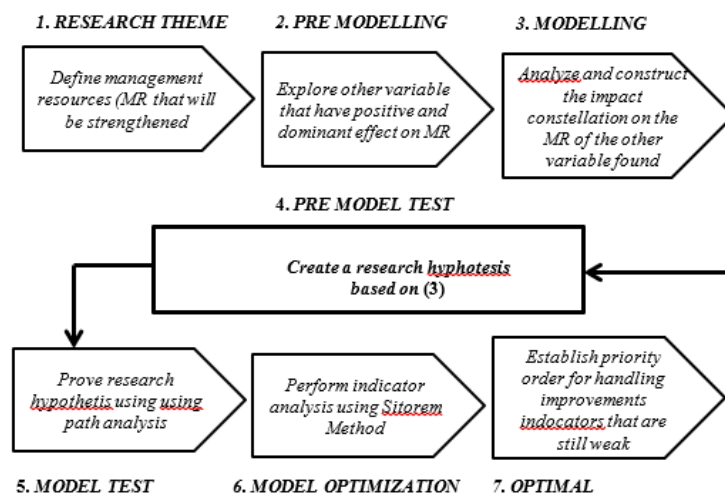 1. RESEARCH THEME
2. PRE MODELLING
3. MODELLING
Define management
resources (MR that will
be strengthened
Explore other variable
that have positive and
dominant effect on MR
Analyze and construct
the impact
constellation on the
MR of the other
variable found
4. PRE MODEL TEST
Create a research hyphotesis
based on (3)
Prove research
hypothetis using using
path analysis
Perform indicator
analysis using Sitorem
Method
Establish priority
order for handling
improvements
indocators that are
still weak
5. MODEL TEST
6. MODEL OPTIMIZATION
7. OPTIMAL